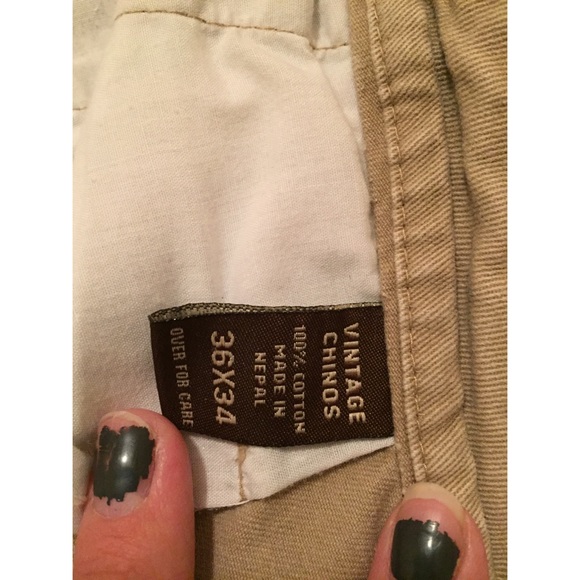 VINTAGE
CHINOS
100% COTTON
MADE IN
NEPAL
36X34
OVER FOR CARE